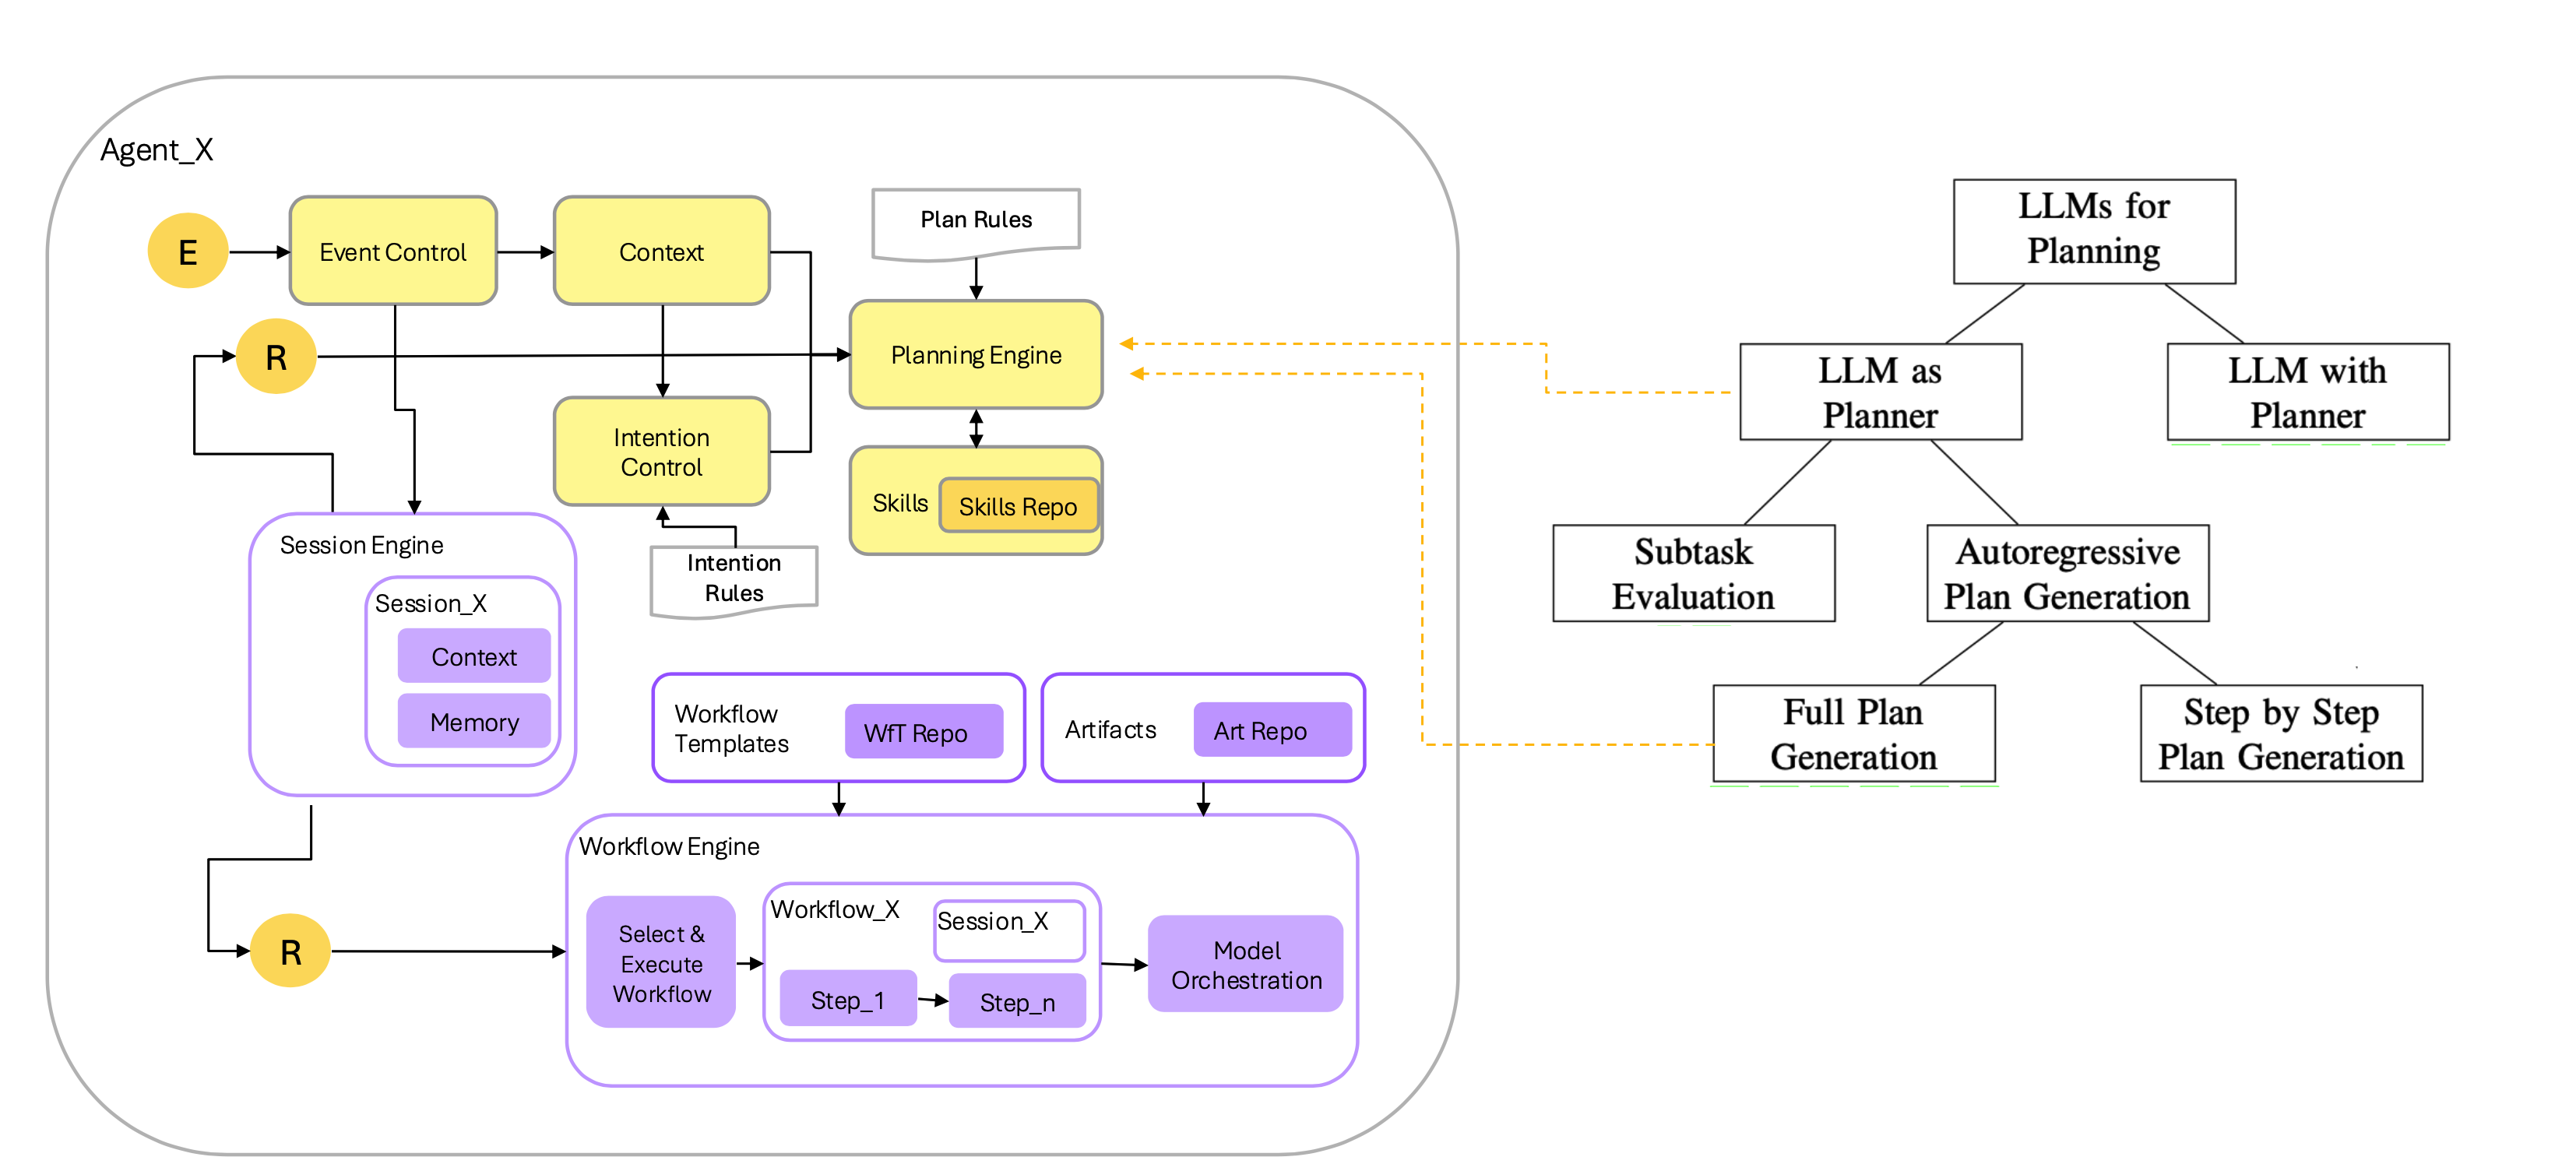 Agent_X
E
Event Control
Context
Plan Rules
R
Planning Engine
Intention
Control
Skills
Skills Repo
Intention
Rules
Session Engine
Session_X
Context
Memory
Workflow
Templates
WfT Repo
Artifacts
Art Repo
Workflow Engine
R
Select &
Execute
Workflow
Workflow_X
Session_X
Step_1
Step_n
Model
Orchestration
LLMs for
Planning
LLM as
Planner
LLM with
Planner
Subtask
Evaluation
Autoregressive
Plan Generation
Full Plan
Generation
Step by Step
Plan Generation